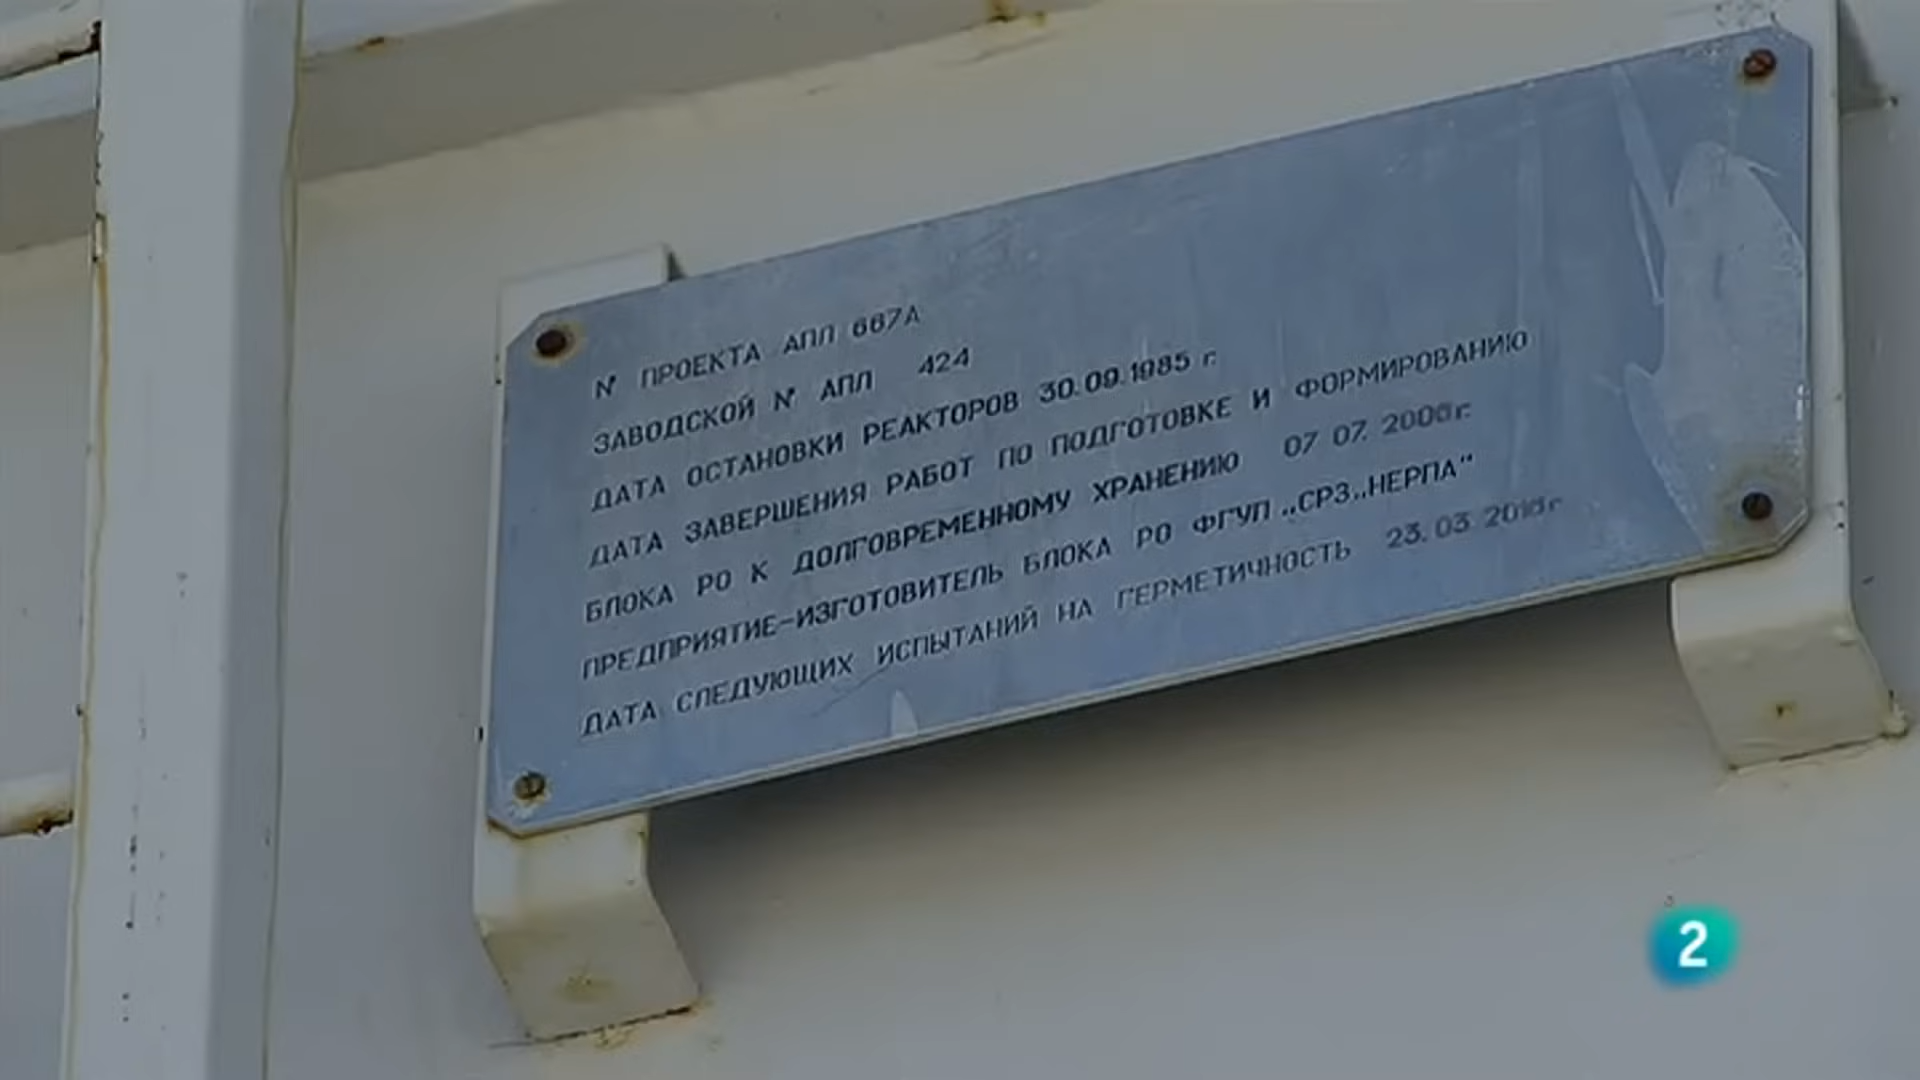 № ПРОЕКТА АПЛ 667А
ЗАВОДСКОЙ № АПЛ 424
ДАТА ОСТАНОВКИ РЕАКТОРОВ 30.09.1985 г.
ДАТА ЗАВЕРШЕНИЯ РАБОТ ПО ПОДГОТОВКЕ И ФОРМИРОВАНИЮ
БЛОКА РО К ДОЛГОВРЕМЕННОМУ ХРАНЕНИЮ 07 07.
ПРЕДПРИЯТИЕ-ИЗГОТОВИТЕЛЬ БЛОКА РО ФГУП „СРЗ„НЕРПА"
ДАТА СЛЕДУЮЩИХ ИСПЫТАНИЙ НА ГЕРМЕТИЧНОСТЬ 23.03
2